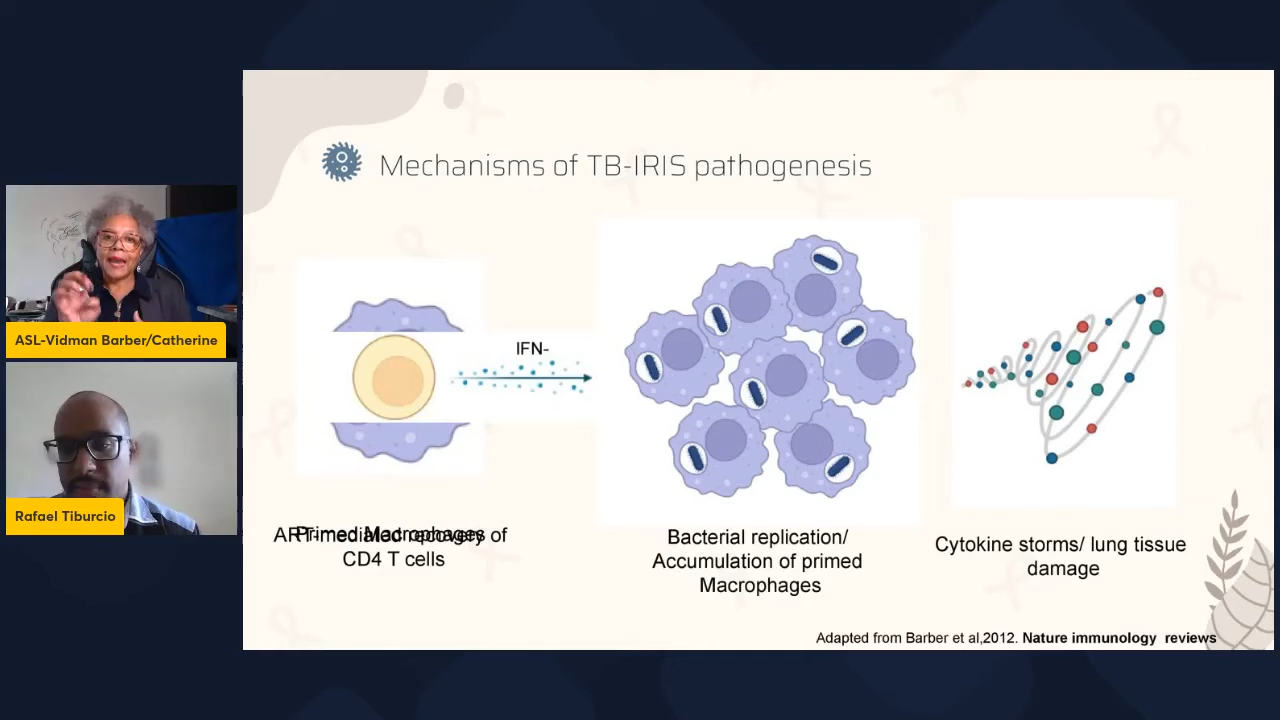 Mechanisms of TB-IRIS pathogenesis
ASL-Vidman Barber/Catherine
Rafael Tiburcio
IFN-
Primed Macrophages
ART-mediated recovery of
CD4 T cells
Bacterial replication/
Accumulation of primed
Macrophages
Cytokine storms/ lung tissue
damage
Adapted from Barber et al,2012. Nature immunology reviews